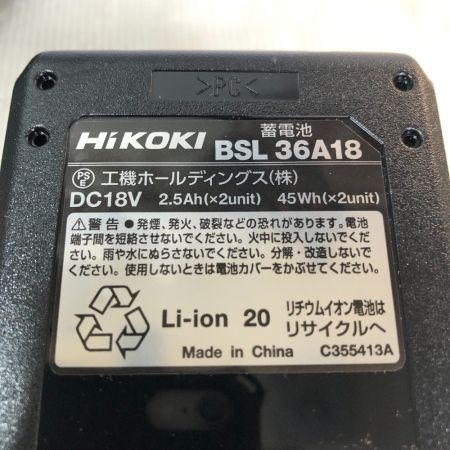 >PC<
HiKOKI 蓄電池 BSL 36A18
PSE 工機ホールディングス(株)
DC18V 2.5Ah(×2unit) 45Wh(×2unit)
⚠警告 ● 発煙、発火、破裂などの恐れがあります。電池
端子間を短絡させないでください。火中に投入しないでくだ
さい。雨や水にぬらさないでください。分解・改造しないで
ください。使用しないときは電池カバーをかぶせてください。
Li-ion 20 リチウムイオン電池は
リサイクルへ
Made in China C355413A